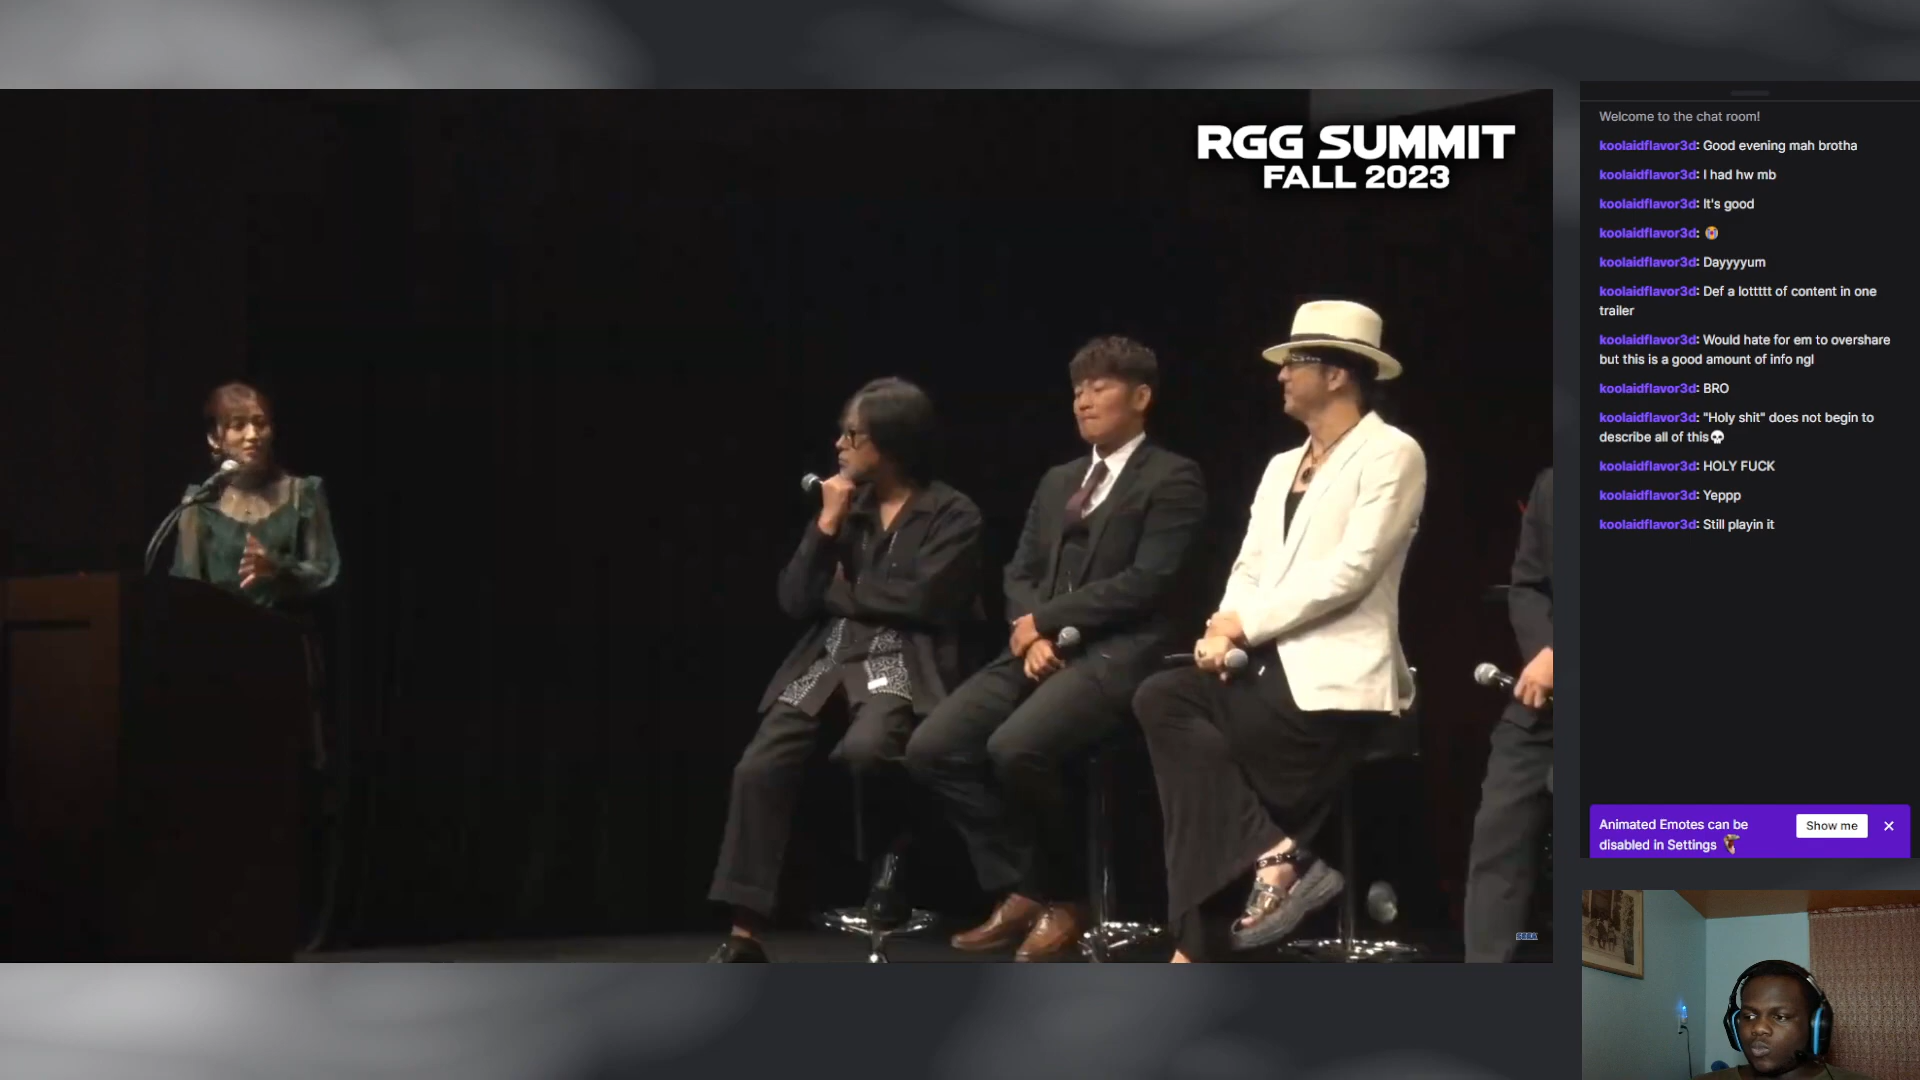 RGG SUMMIT
FALL 2023
Welcome to the chat room!
koolaidflavor3d: Good evening mah brotha
koolaidflavor3d: I had hw mb
koolaidflavor3d: It's good
koolaidflavor3d:
koolaidflavor3d: Dayyyyum
koolaidflavor3d: Def a lottttt of content in one
trailer
koolaidflavor3d: Would hate for em to overshare
but this is a good amount of info ngl
koolaidflavor3d: BRO
koolaidflavor3d: "Holy shit" does not begin to
describe all of this💀
koolaidflavor3d: HOLY FUCK
koolaidflavor3d: Yeppp
koolaidflavor3d: Still playin it
Animated Emotes can be
disabled in Settings
Show me
SEGA